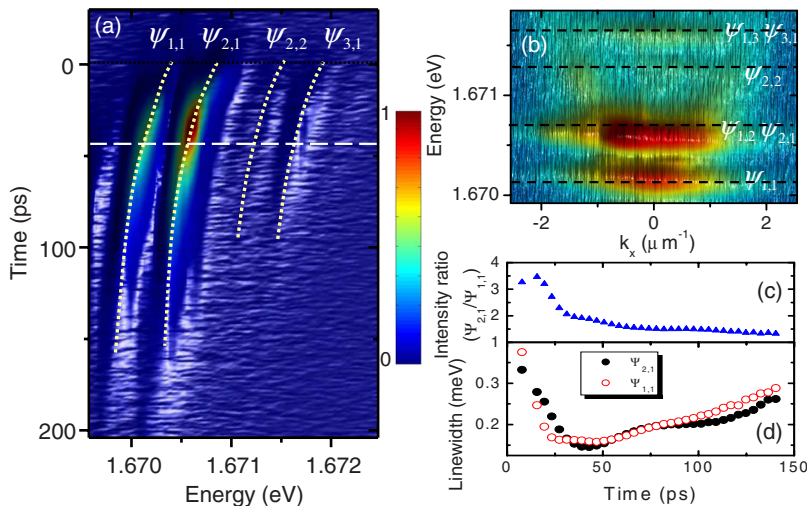 (a)
ψ1,1 ψ2,1 ψ2,2 ψ3,1
0
100
200
Time (ps)
1.670 1.671 1.672
Energy (eV)
1
0
(b)
ψ1,3 ψ3,1
ψ2,2
ψ1,2 ψ2,1
ψ1,1
Energy (eV)
1.671
1.670
-2 0 2
kx (μm-1)
(c)
Intensity ratio
(Ψ2,1/Ψ1,1)
4
3
2
1
(d)
Ψ2,1
Ψ1,1
Linewidth (meV)
0.3
0.2
0 50 100 150
Time (ps)